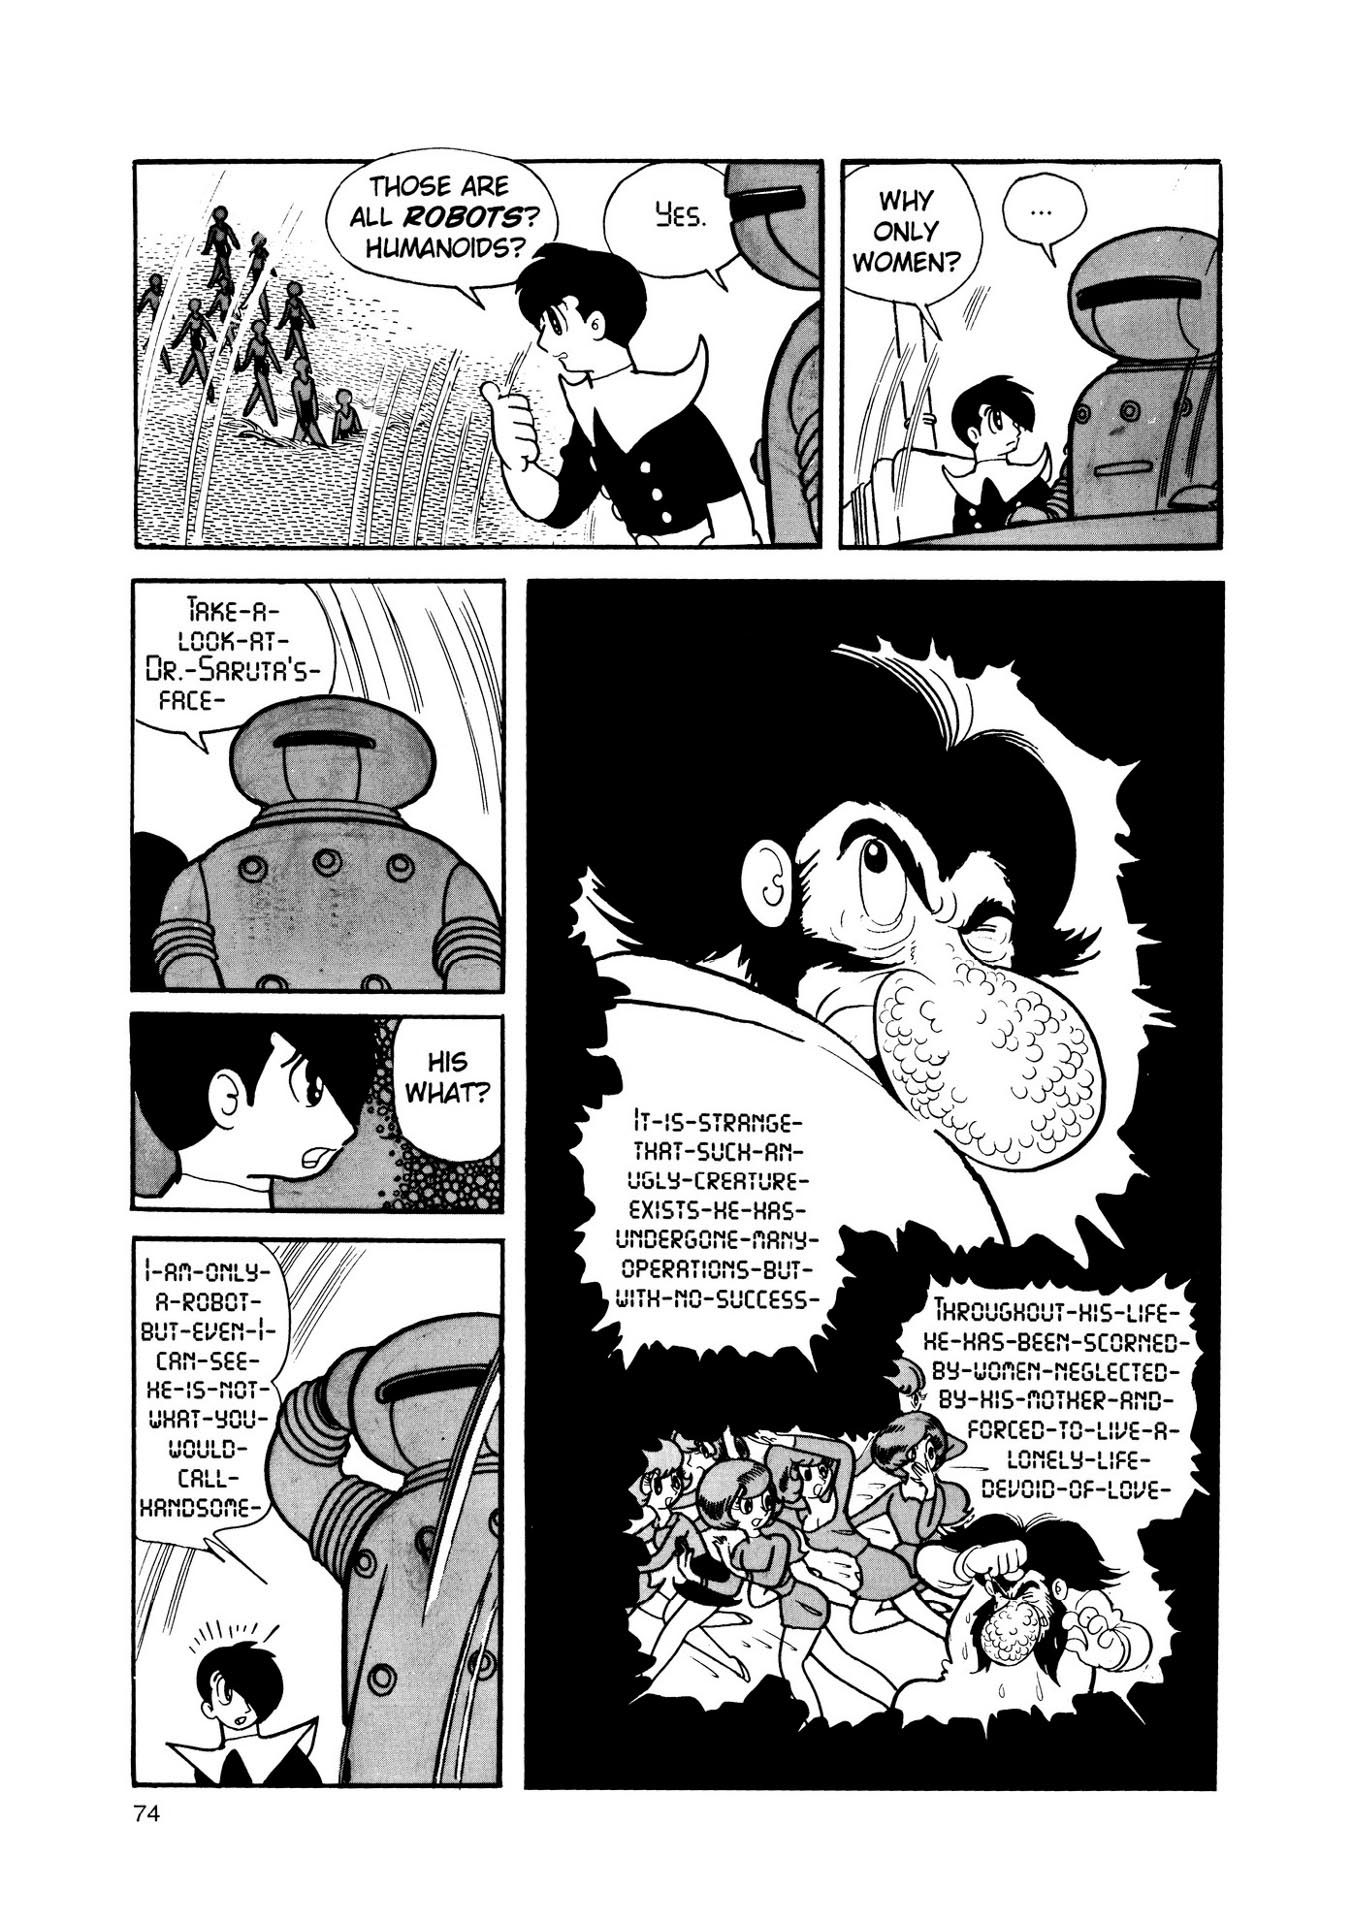 THOSE ARE
ALL ROBOTS?
HUMANOIDS?
YES.
WHY
ONLY
WOMEN?
...
TAKE-A-
LOOK-AT-
DR.-SARUTA'S-
FACE-
HIS
WHAT?
I-AM-ONLY-
A-ROBOT-
BUT-EVEN-I-
CAN-SEE-
HE-IS-NOT-
WHAT-YOU-
WOULD-
CALL-
HANDSOME-
IT-IS-STRANGE-
THAT-SUCH-AN-
UGLY-CREATURE-
EXISTS-HE-HAS-
UNDERGONE-MANY-
OPERATIONS-BUT-
WITH-NO-SUCCESS-
THROUGHOUT-HIS-LIFE-
HE-HAS-BEEN-SCORNED-
BY-WOMEN-NEGLECTED-
BY-HIS-MOTHER-AND-
FORCED-TO-LIVE-A-
LONELY-LIFE-
DEVOID-OF-LOVE-
74